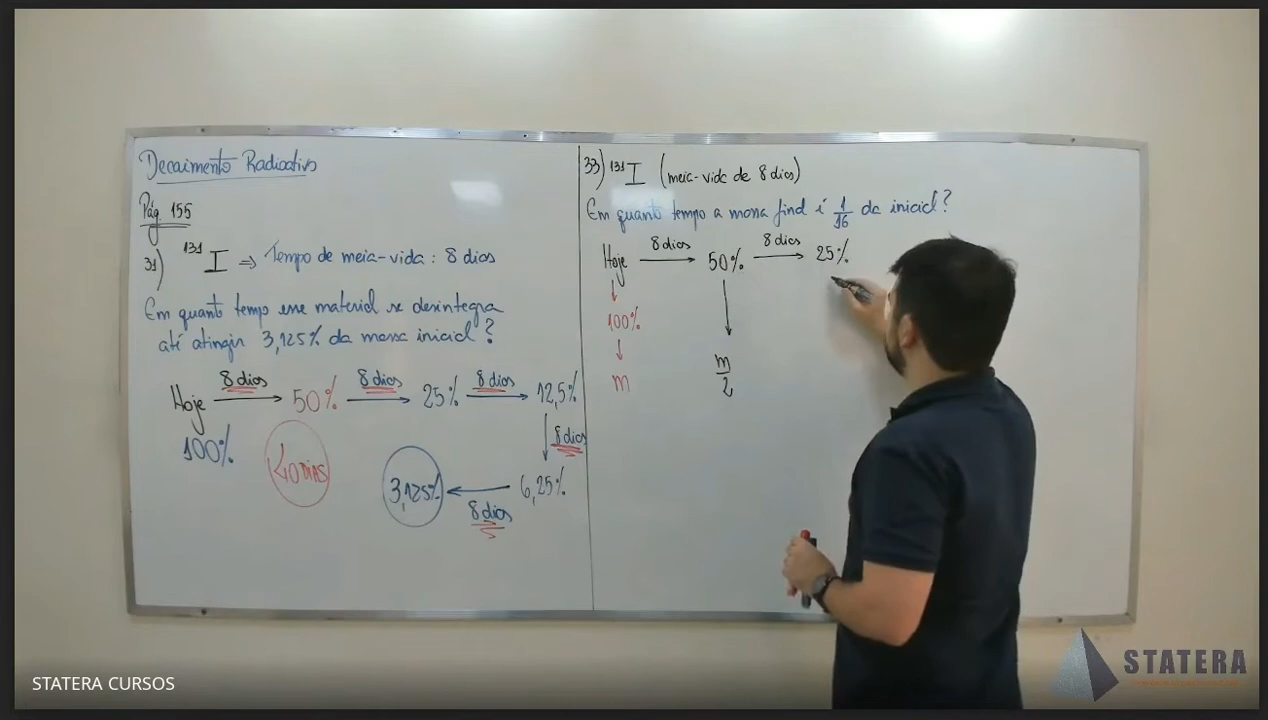 Decaimento Radioativo
Pág. 155
31) 131I ⇒ Tempo de meia-vida: 8 dias
Em quanto tempo esse material se desintegra
até atingir 3,125% da massa inicial?
Hoje 8 dias → 50% 8 dias → 25% 8 dias → 12,5%
100%
8 dias
40 DIAS
3,125% ← 6,25%
8 dias
33) 131I (meia-vida de 8 dias)
Em quanto tempo a massa final é 1/16 da inicial?
Hoje 8 dias → 50% 8 dias → 25%
100%
m
m/2
STATERA CURSOS
STATERA